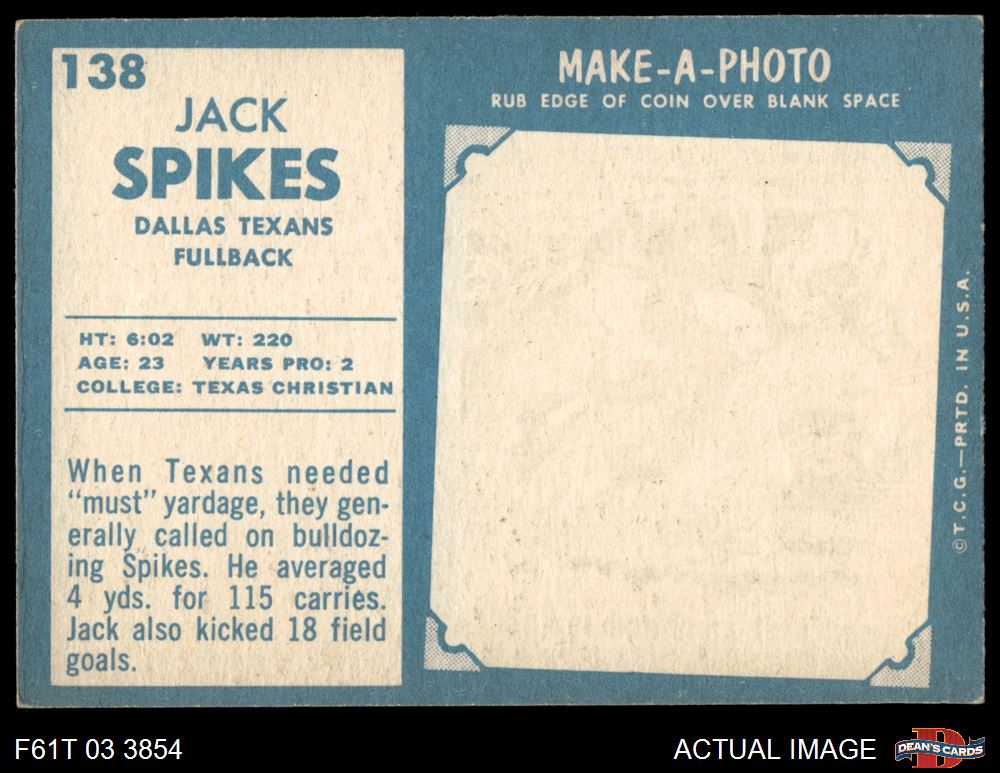 138
JACK
SPIKES
DALLAS TEXANS
FULLBACK
HT: 6:02 WT: 220
AGE: 23 YEARS PRO: 2
COLLEGE: TEXAS CHRISTIAN
When Texans needed
"must" yardage, they gen-
erally called on bulldoz-
ing Spikes. He averaged
4 yds. for 115 carries.
Jack also kicked 18 field
goals.
MAKE-A-PHOTO
RUB EDGE OF COIN OVER BLANK SPACE
©T.C.G.—PRTD. IN U.S.A.
F61T 03 3854
ACTUAL IMAGE
DEAN'S CARDS